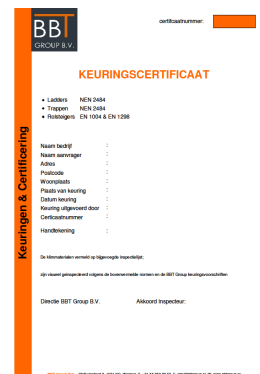 BBT
GROUP B.V.
certificaatnummer:
KEURINGSCERTIFICAAT
Keuringen & Certificering
• Ladders NEN 2484
• Trappen NEN 2484
• Rolsteigers EN 1004 & EN 1298
Naam bedrijf :
Naam aanvrager :
Adres :
Postcode :
Woonplaats :
Plaats van keuring :
Datum keuring :
Keuring uitgevoerd door :
Certicaatnummer :
Handtekening :
De klimmaterialen vermeld op bijgevoegde inspectielijst;
zijn visueel geïnspecteerd volgens de bovenvermelde normen en de BBT Group keuringsvoorschriften
Directie BBT Group B.V. Akkoord Inspecteur: